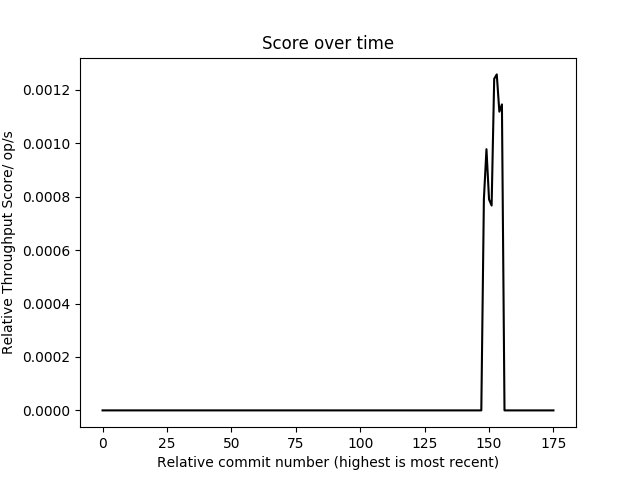 Score over time
Relative Throughput Score/ op/s
0.0012
0.0010
0.0008
0.0006
0.0004
0.0002
0.0000
0 25 50 75 100 125 150 175
Relative commit number (highest is most recent)